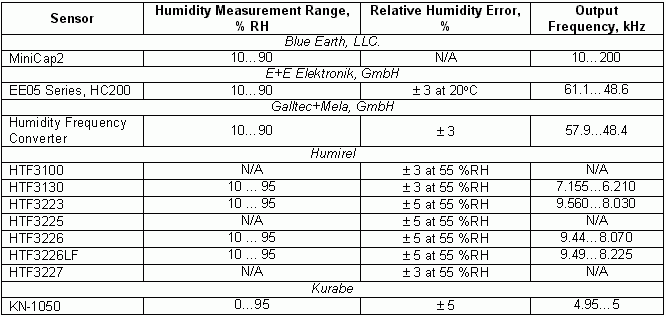 Sensor Humidity Measurement Range, % RH Relative Humidity Error, % Output Frequency, kHz
Blue Earth, LLC.
MiniCap2 10…90 N/A 10…200
E+E Elektronik, GmbH
EE05 Series, HC200 10…90 ± 3 at 20°C 61.1…48.6
Galltec+Mela, GmbH
Humidity Frequency Converter 10…90 ± 3 57.9…48.4
Humirel
HTF3100 N/A ± 3 at 55 %RH N/A
HTF3130 10 … 95 ± 3 at 55 %RH 7.155…6.210
HTF3223 10 … 95 ± 5 at 55 %RH 9.560…8.030
HTF3225 N/A ± 5 at 55 %RH N/A
HTF3226 10 … 95 ± 5 at 55 %RH 9.44…8.070
HTF3226LF 10 … 95 ± 5 at 55 %RH 9.49…8.225
HTF3227 N/A ± 3 at 55 %RH N/A
Kurabe
KN-1050 0…95 ± 5 4.95…5